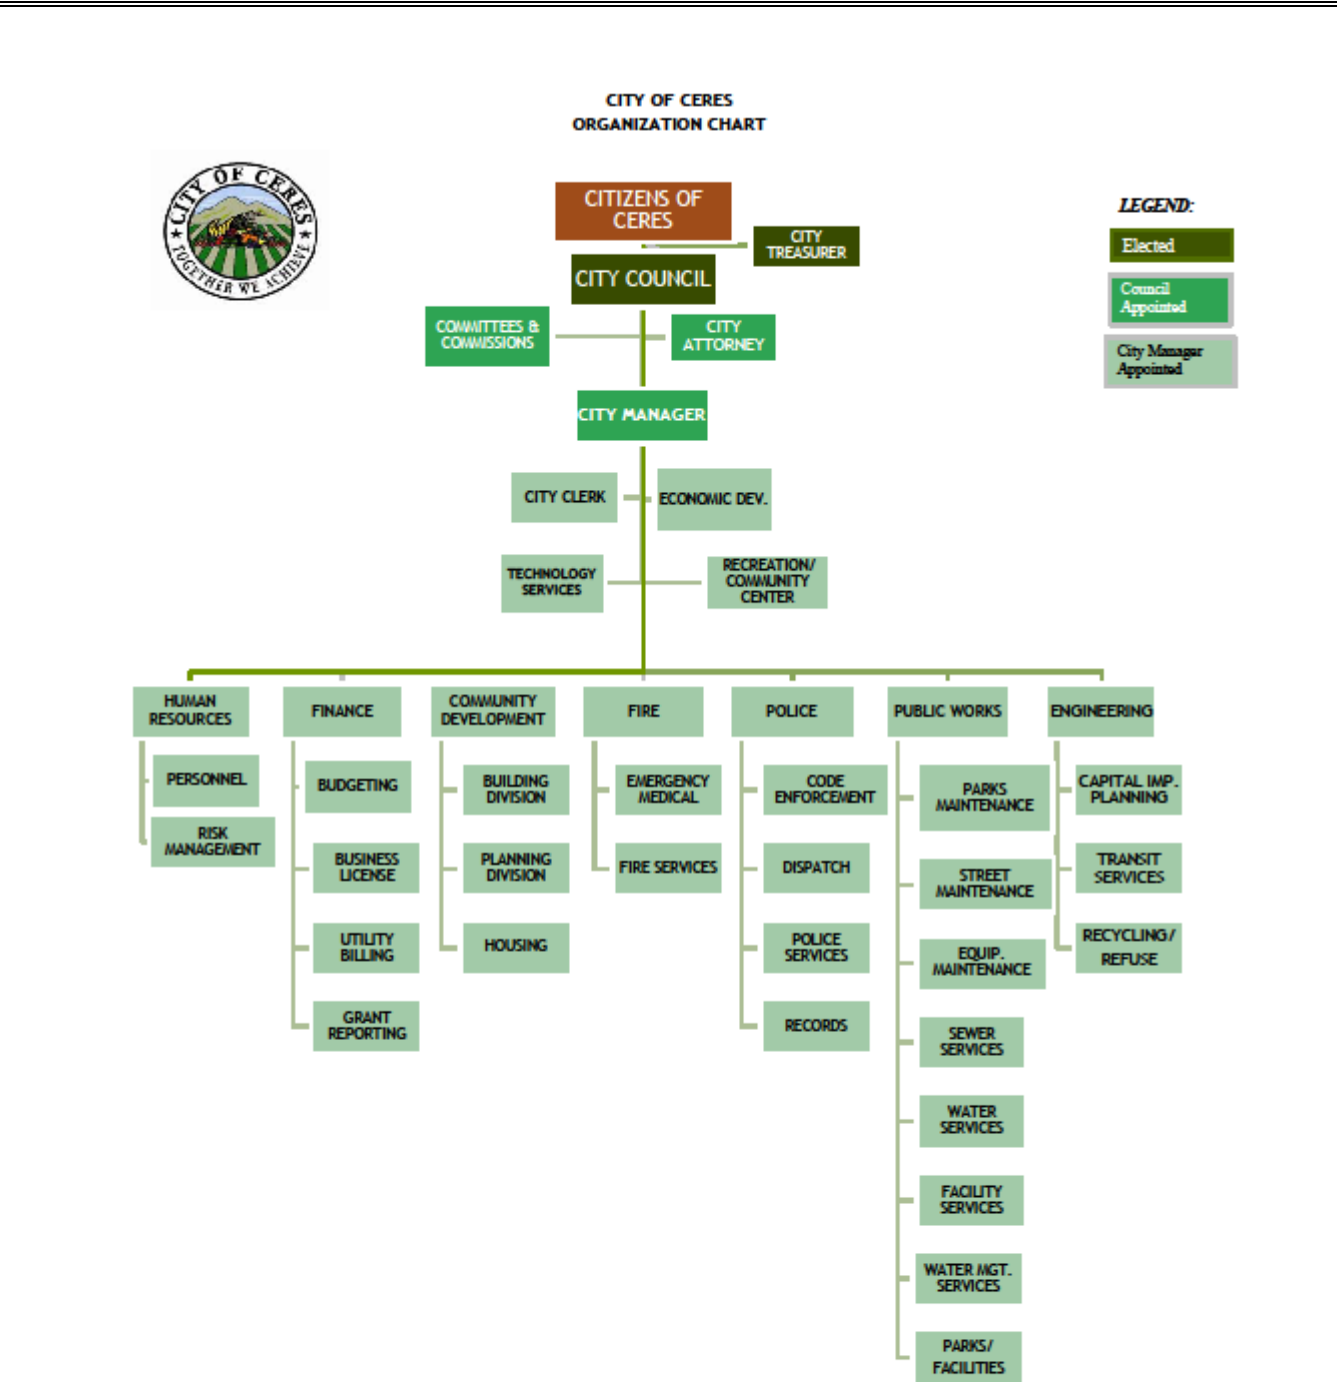 CITY OF CERES
ORGANIZATION CHART
CITY OF CERES
TOGETHER WE ACHIEVE
CITIZENS OF
CERES
CITY
TREASURER
CITY COUNCIL
LEGEND:
Elected
Council
Appointed
City Manager
Appointed
COMMITTEES &
COMMISSIONS
CITY
ATTORNEY
CITY MANAGER
CITY CLERK
ECONOMIC DEV.
TECHNOLOGY
SERVICES
RECREATION/
COMMUNITY
CENTER
HUMAN
RESOURCES
FINANCE
COMMUNITY
DEVELOPMENT
FIRE
POLICE
PUBLIC WORKS
ENGINEERING
PERSONNEL
RISK
MANAGEMENT
BUDGETING
BUSINESS
LICENSE
UTILITY
BILLING
GRANT
REPORTING
BUILDING
DIVISION
PLANNING
DIVISION
HOUSING
EMERGENCY
MEDICAL
FIRE SERVICES
CODE
ENFORCEMENT
DISPATCH
POLICE
SERVICES
RECORDS
PARKS
MAINTENANCE
STREET
MAINTENANCE
EQUIP.
MAINTENANCE
SEWER
SERVICES
WATER
SERVICES
FACILITY
SERVICES
WATER MGT.
SERVICES
PARKS/
FACILITIES
CAPITAL IMP.
PLANNING
TRANSIT
SERVICES
RECYCLING/
REFUSE